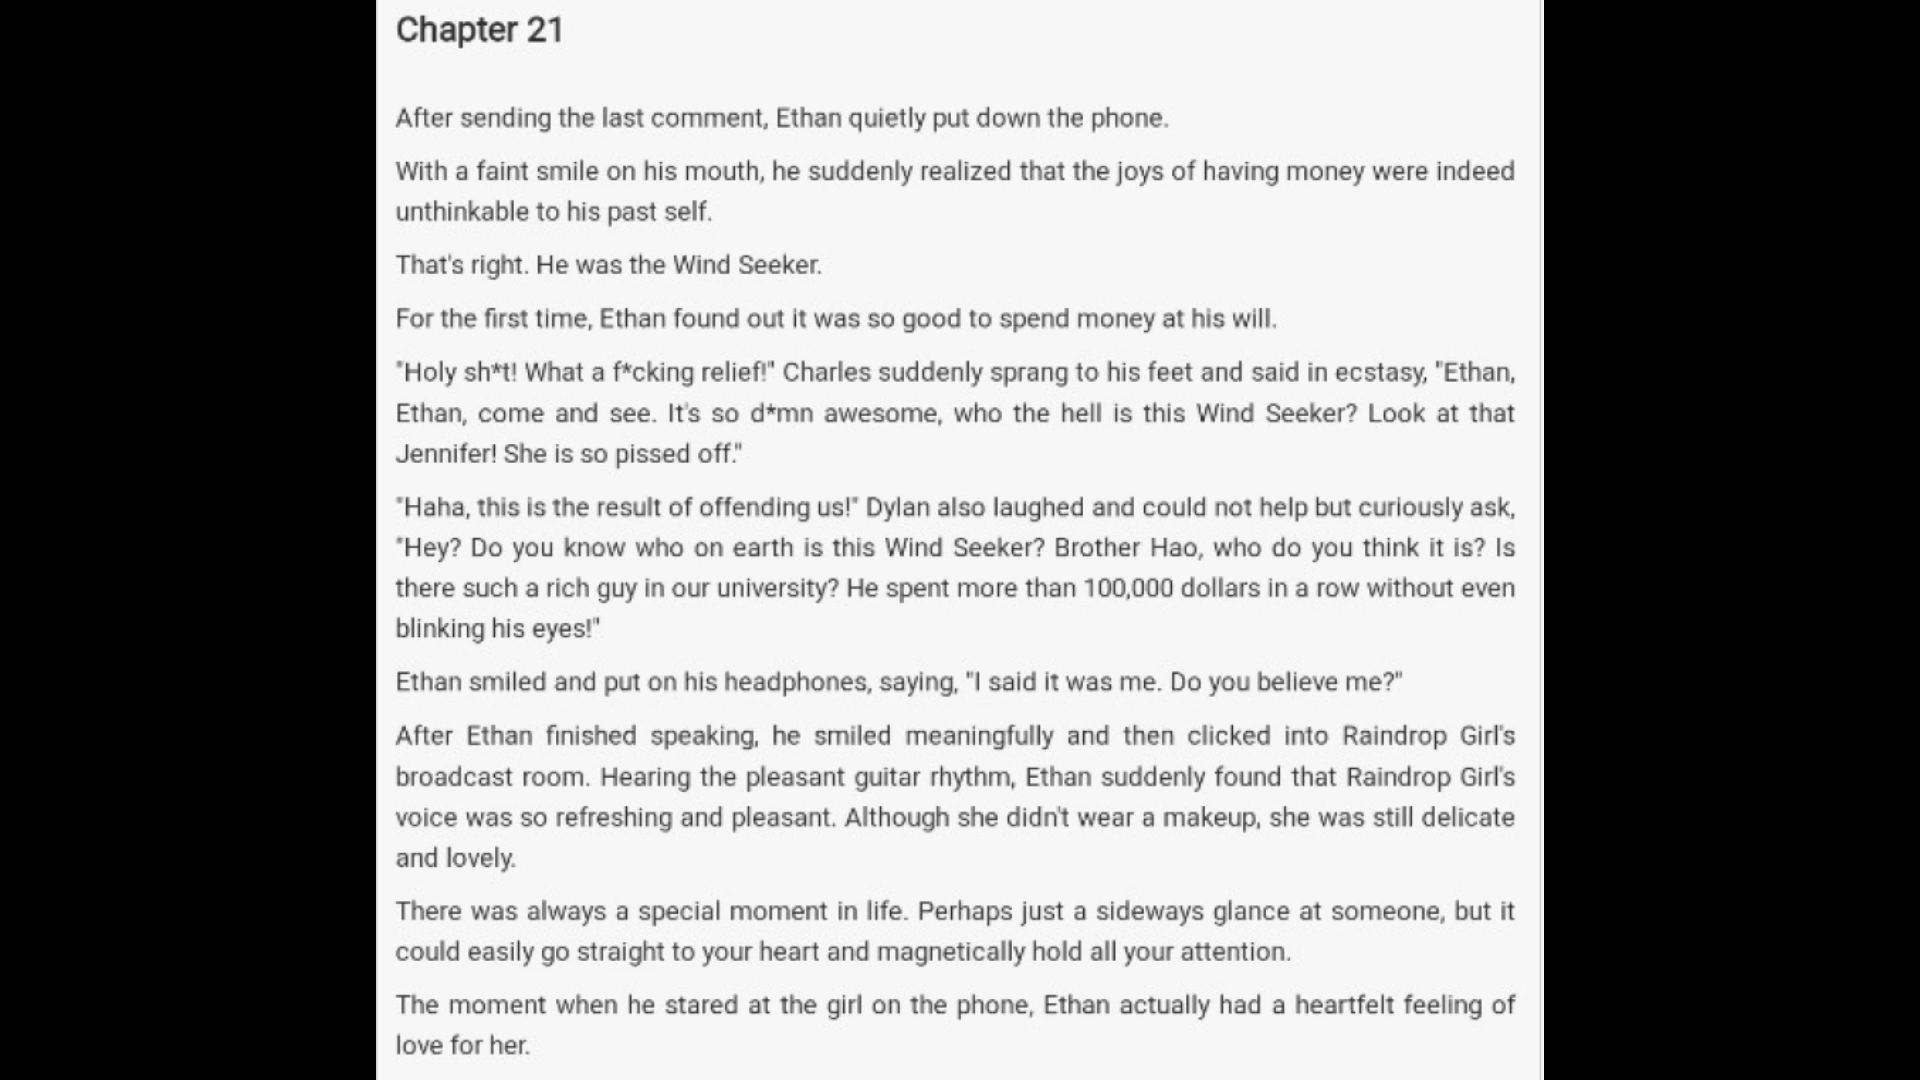 Chapter 21
After sending the last comment, Ethan quietly put down the phone.
With a faint smile on his mouth, he suddenly realized that the joys of having money were indeed
unthinkable to his past self.
That's right. He was the Wind Seeker.
For the first time, Ethan found out it was so good to spend money at his will.
"Holy sh*t! What a f*cking relief!" Charles suddenly sprang to his feet and said in ecstasy, "Ethan,
Ethan, come and see. It's so d*mn awesome, who the hell is this Wind Seeker? Look at that
Jennifer! She is so pissed off."
"Haha, this is the result of offending us!" Dylan also laughed and could not help but curiously ask,
"Hey? Do you know who on earth is this Wind Seeker? Brother Hao, who do you think it is? Is
there such a rich guy in our university? He spent more than 100,000 dollars in a row without even
blinking his eyes!"
Ethan smiled and put on his headphones, saying, "I said it was me. Do you believe me?"
After Ethan finished speaking, he smiled meaningfully and then clicked into Raindrop Girl's
broadcast room. Hearing the pleasant guitar rhythm, Ethan suddenly found that Raindrop Girl's
voice was so refreshing and pleasant. Although she didn't wear a makeup, she was still delicate
and lovely.
There was always a special moment in life. Perhaps just a sideways glance at someone, but it
could easily go straight to your heart and magnetically hold all your attention.
The moment when he stared at the girl on the phone, Ethan actually had a heartfelt feeling of
love for her.